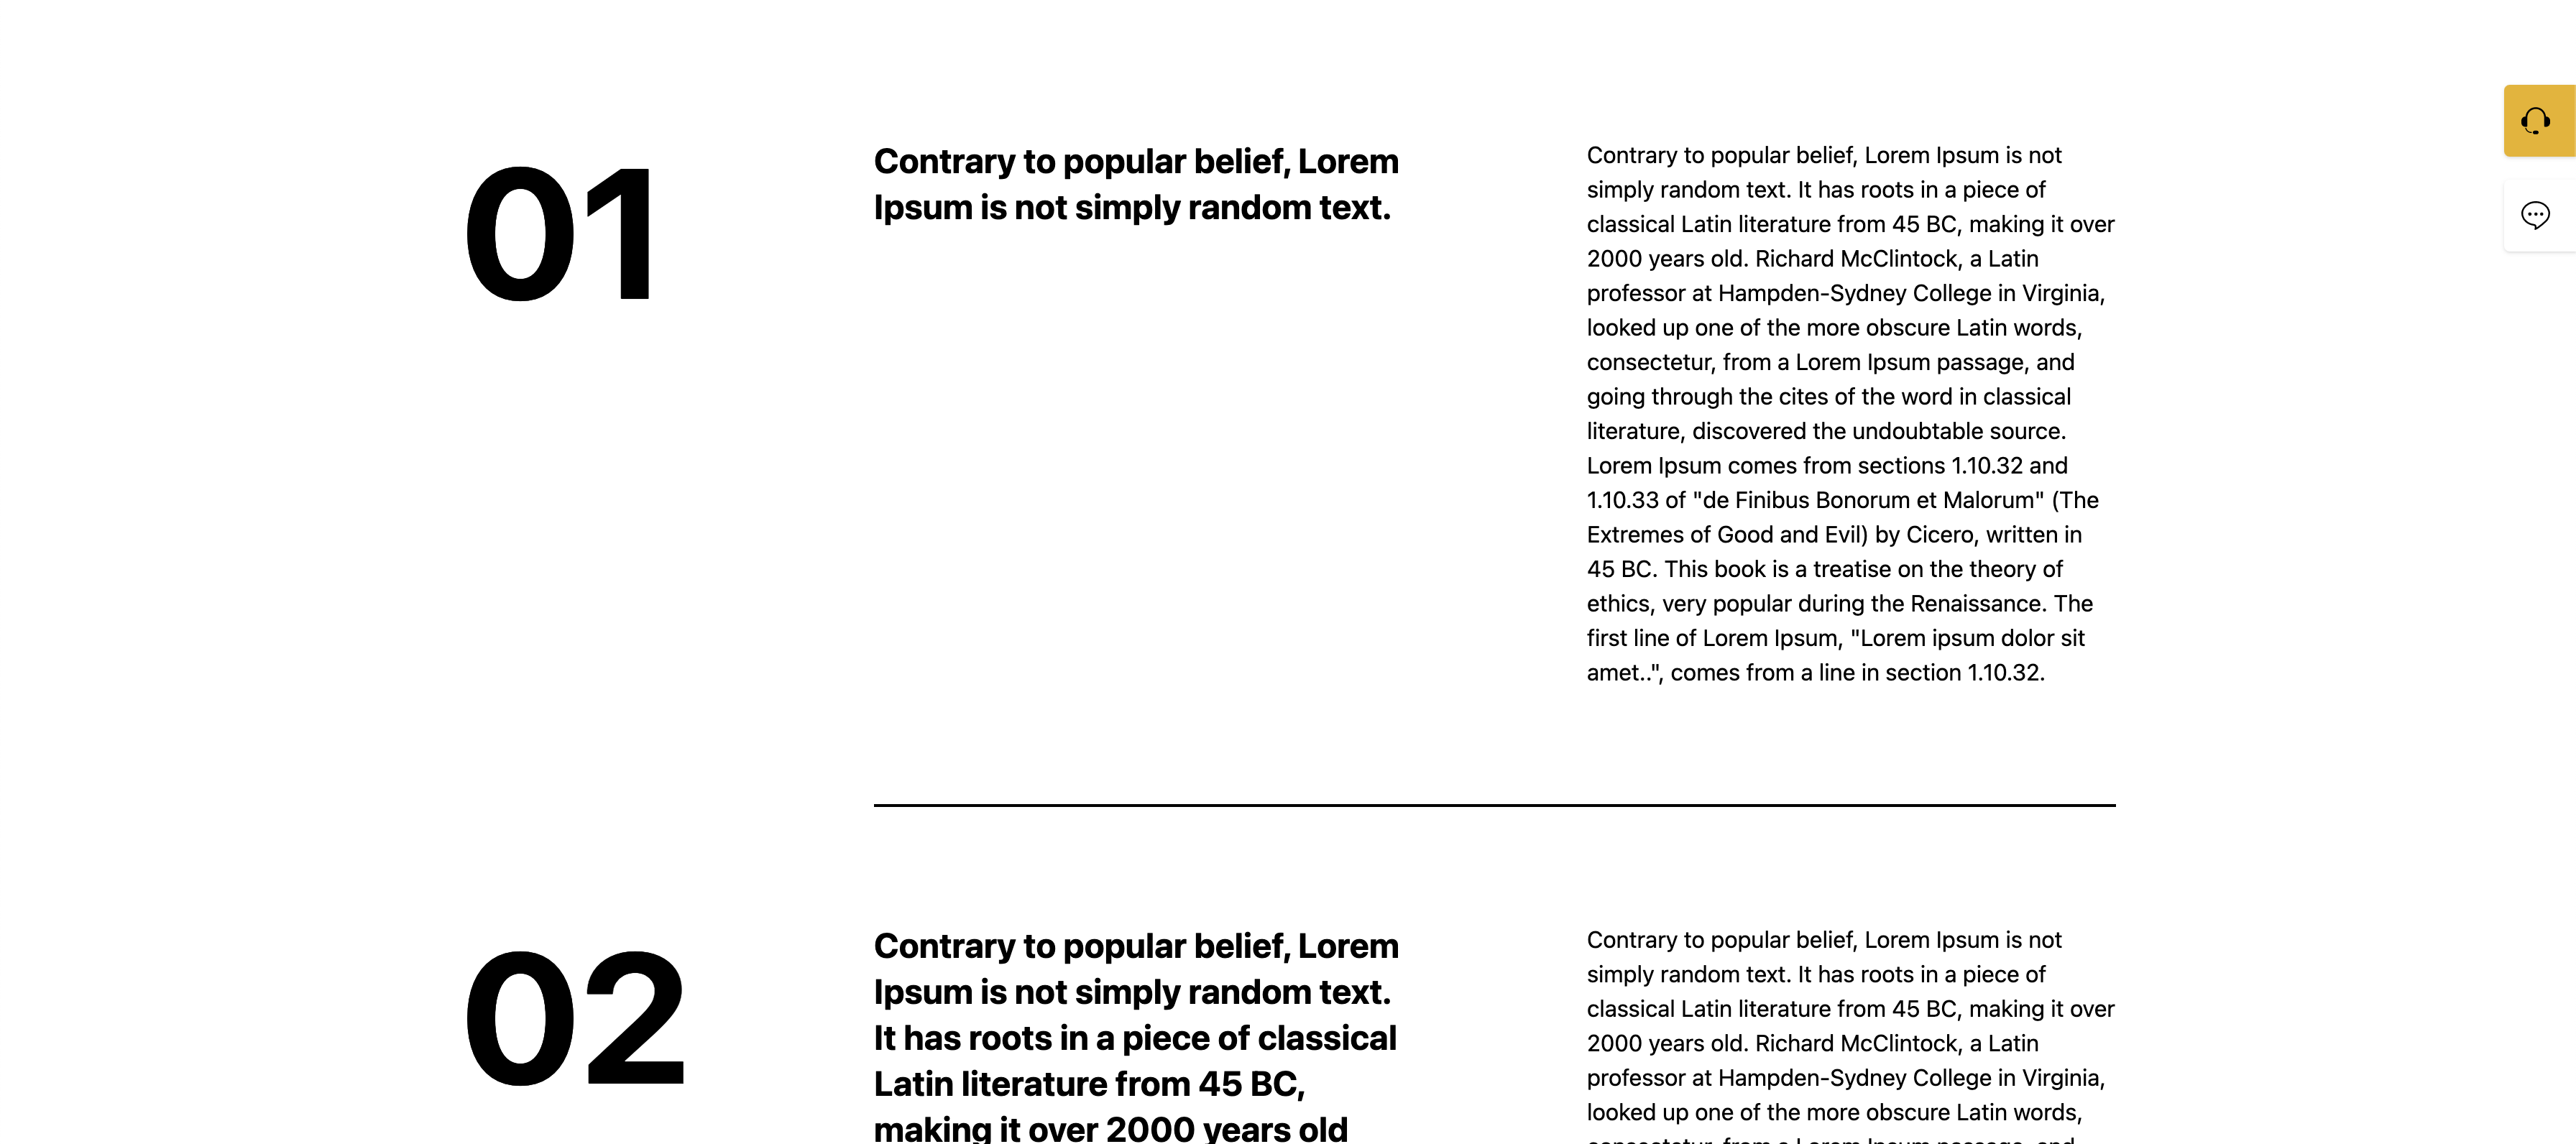 01
Contrary to popular belief, Lorem
Ipsum is not simply random text.
Contrary to popular belief, Lorem Ipsum is not
simply random text. It has roots in a piece of
classical Latin literature from 45 BC, making it over
2000 years old. Richard McClintock, a Latin
professor at Hampden-Sydney College in Virginia,
looked up one of the more obscure Latin words,
consectetur, from a Lorem Ipsum passage, and
going through the cites of the word in classical
literature, discovered the undoubtable source.
Lorem Ipsum comes from sections 1.10.32 and
1.10.33 of "de Finibus Bonorum et Malorum" (The
Extremes of Good and Evil) by Cicero, written in
45 BC. This book is a treatise on the theory of
ethics, very popular during the Renaissance. The
first line of Lorem Ipsum, "Lorem ipsum dolor sit
amet..", comes from a line in section 1.10.32.
02
Contrary to popular belief, Lorem
Ipsum is not simply random text.
It has roots in a piece of classical
Latin literature from 45 BC,
making it over 2000 years old
Contrary to popular belief, Lorem Ipsum is not
simply random text. It has roots in a piece of
classical Latin literature from 45 BC, making it over
2000 years old. Richard McClintock, a Latin
professor at Hampden-Sydney College in Virginia,
looked up one of the more obscure Latin words,
consectetur, from a Lorem Ipsum passage, and